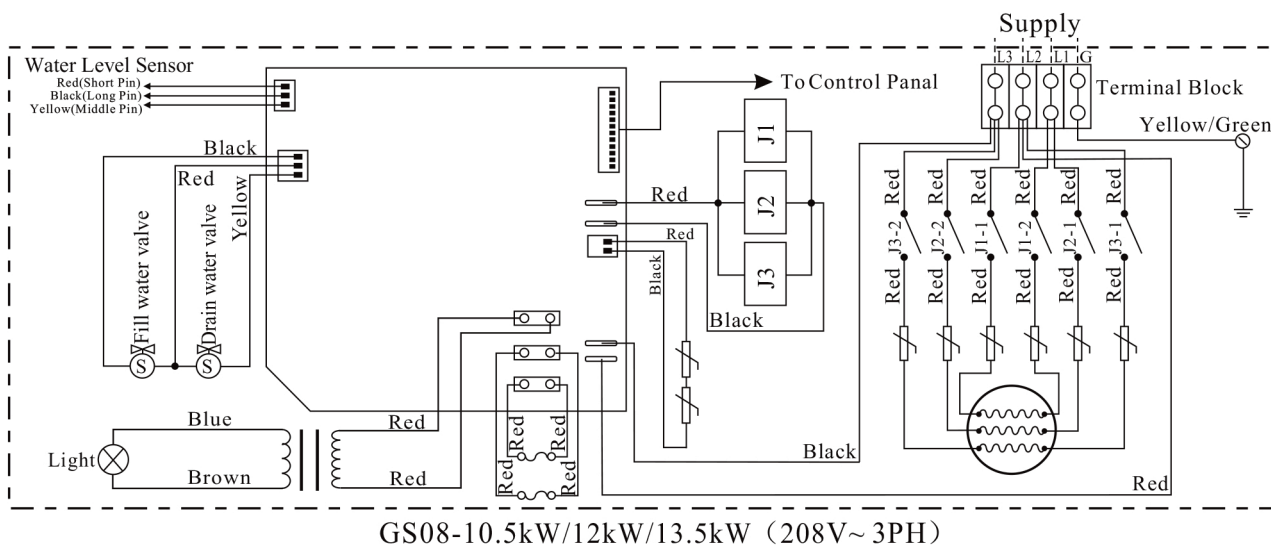 Supply
L3 L2 L1 G
Water Level Sensor
Red(Short Pin)
Black(Long Pin)
Yellow(Middle Pin)
To Control Panel
Terminal Block
Yellow/Green
Black
Red
Yellow
Fill water valve
Drain water valve
S
S
J1
J2
J3
Red
Red
Black
Black
Red
Red
Red
Red
Red
Red
J3-2
J2-2
J1-1
J1-2
J2-1
J3-1
Red
Red
Red
Red
Red
Red
Light
Blue
Brown
Red
Red
Red
Red
Red
Red
Black
Red
GS08-10.5kW/12kW/13.5kW（208V~ 3PH）